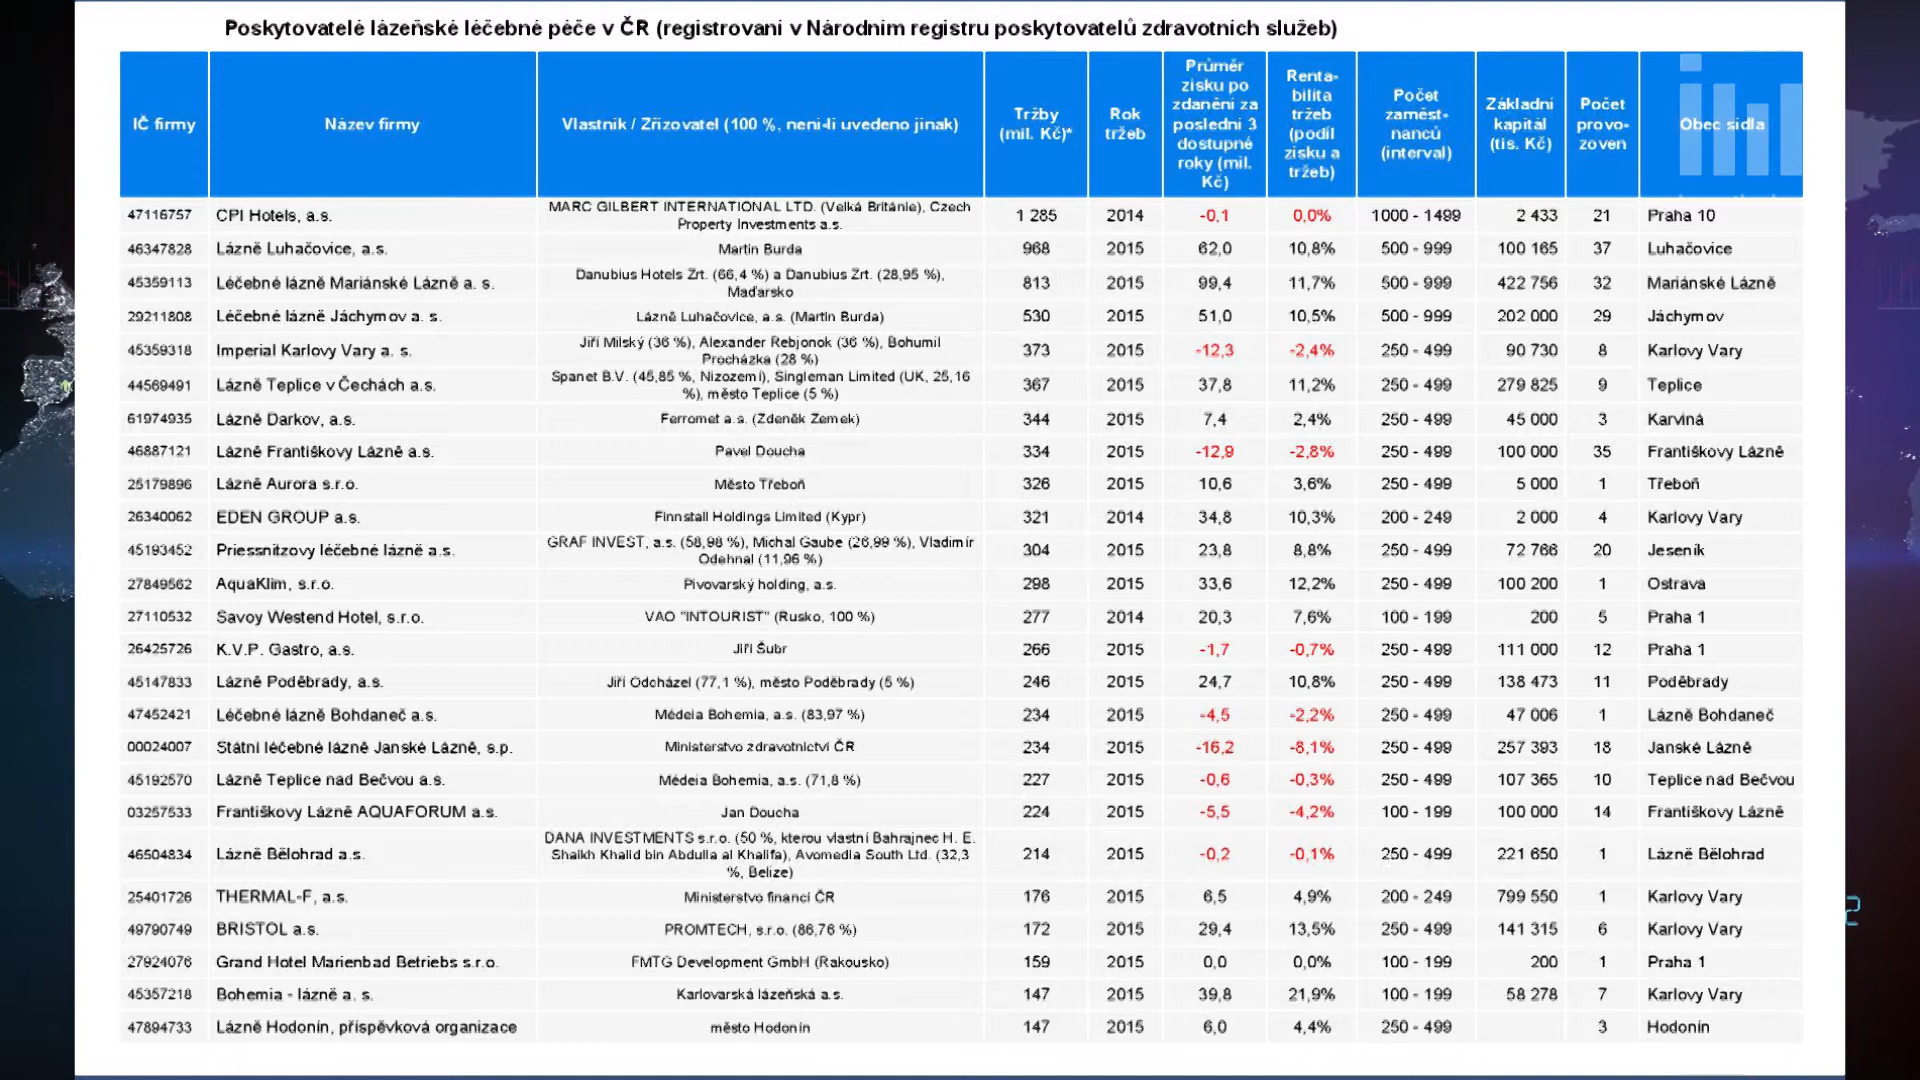 Poskytovatelé lázeňské léčebné péče v ČR (registrovaní v Národním registru poskytovatelů zdravotních služeb)
IČ firmy Název firmy Vlastník / Zřizovatel (100 %, není-li uvedeno jinak) Tržby (mil. Kč)* Rok tržeb Průměr zisku po zdanění za poslední 3 dostupné roky (mil. Kč) Renta-bilita tržeb (podíl zisku a tržeb) Počet zaměst-nanců (interval) Základní kapitál (tis. Kč) Počet provo-zoven Obec sídla
47116757 CPI Hotels, a.s. MARC GILBERT INTERNATIONAL LTD. (Velká Británie), Czech Property Investments a.s. 1 285 2014 -0,1 0,0% 1000 - 1499 2 433 21 Praha 10
46347828 Lázně Luhačovice, a.s. Martin Burda 968 2015 62,0 10,8% 500 - 999 100 165 37 Luhačovice
45359113 Léčebné lázně Mariánské Lázně a. s. Danubius Hotels Zrt. (66,4 %) a Danubius Zrt. (28,95 %), Maďarsko 813 2015 99,4 11,7% 500 - 999 422 756 32 Mariánské Lázně
29211808 Léčebné lázně Jáchymov a. s. Lázně Luhačovice, a.s. (Martin Burda) 530 2015 51,0 10,5% 500 - 999 202 000 29 Jáchymov
45359318 Imperial Karlovy Vary a. s. Jiří Milský (36 %), Alexander Rebjonok (36 %), Bohumil Procházka (28 %) 373 2015 -12,3 -2,4% 250 - 499 90 730 8 Karlovy Vary
44569491 Lázně Teplice v Čechách a.s. Spanet B.V. (45,85 %, Nizozemí), Singleman Limited (UK, 25,16 %), město Teplice (5 %) 367 2015 37,8 11,2% 250 - 499 279 825 9 Teplice
61974935 Lázně Darkov, a.s. Ferromet a.s. (Zdeněk Zemek) 344 2015 7,4 2,4% 250 - 499 45 000 3 Karviná
46887121 Lázně Františkovy Lázně a.s. Pavel Doucha 334 2015 -12,9 -2,8% 250 - 499 100 000 35 Františkovy Lázně
25179896 Lázně Aurora s.r.o. Město Třeboň 326 2015 10,6 3,6% 250 - 499 5 000 1 Třeboň
26340062 EDEN GROUP a.s. Finnstall Holdings Limited (Kypr) 321 2014 34,8 10,3% 200 - 249 2 000 4 Karlovy Vary
45193452 Priessnitzovy léčebné lázně a.s. GRAF INVEST, a.s. (58,98 %), Michal Gaube (26,99 %), Vladimír Odehnal (11,96 %) 304 2015 23,8 8,8% 250 - 499 72 766 20 Jeseník
27849562 AquaKlim, s.r.o. Pivovarský holding, a.s. 298 2015 33,6 12,2% 250 - 499 100 200 1 Ostrava
27110532 Savoy Westend Hotel, s.r.o. VAO "INTOURIST" (Rusko, 100 %) 277 2014 20,3 7,6% 100 - 199 200 5 Praha 1
26425726 K.V.P. Gastro, a.s. Jiří Šubr 266 2015 -1,7 -0,7% 250 - 499 111 000 12 Praha 1
45147833 Lázně Poděbrady, a.s. Jiří Odcházel (77,1 %), město Poděbrady (5 %) 246 2015 24,7 10,8% 250 - 499 138 473 11 Poděbrady
47452421 Léčebné lázně Bohdaneč a.s. Médeia Bohemia, a.s. (83,97 %) 234 2015 -4,5 -2,2% 250 - 499 47 006 1 Lázně Bohdaneč
00024007 Státní léčebné lázně Janské Lázně, s.p. Ministerstvo zdravotnictví ČR 234 2015 -16,2 -8,1% 250 - 499 257 393 18 Janské Lázně
45192570 Lázně Teplice nad Bečvou a.s. Médeia Bohemia, a.s. (71,8 %) 227 2015 -0,6 -0,3% 250 - 499 107 365 10 Teplice nad Bečvou
03257533 Františkovy Lázně AQUAFORUM a.s. Jan Doucha 224 2015 -5,5 -4,2% 100 - 199 100 000 14 Františkovy Lázně
46504834 Lázně Bělohrad a.s. DANA INVESTMENTS s.r.o. (50 %, kterou vlastní Bahrajnec H. E. Shaikh Khalid bin Abdulla al Khalifa), Avomedia South Ltd. (32,3 %, Belize) 214 2015 -0,2 -0,1% 250 - 499 221 650 1 Lázně Bělohrad
25401726 THERMAL-F, a.s. Ministerstvo financí ČR 176 2015 6,5 4,9% 200 - 249 799 550 1 Karlovy Vary
49790749 BRISTOL a.s. PROMTECH, s.r.o. (86,76 %) 172 2015 29,4 13,5% 250 - 499 141 315 6 Karlovy Vary
27924076 Grand Hotel Marienbad Betriebs s.r.o. FMTG Development GmbH (Rakousko) 159 2015 0,0 0,0% 100 - 199 200 1 Praha 1
45357218 Bohemia - lázně a. s. Karlovarská lázeňská a.s. 147 2015 39,8 21,9% 100 - 199 58 278 7 Karlovy Vary
47894733 Lázně Hodonín, příspěvková organizace město Hodonín 147 2015 6,0 4,4% 250 - 499 3 Hodonín